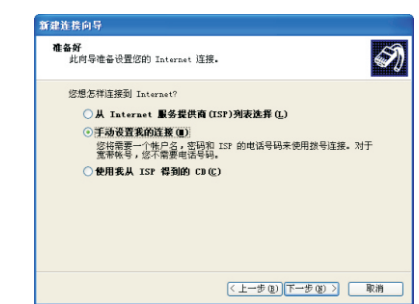 新建连接向导
准备好
此向导准备设置您的 Internet 连接。
您想怎样连接到 Internet?
从 Internet 服务提供商(ISP)列表选择(L)
手动设置我的连接(M)
您将需要一个帐户名，密码和 ISP 的电话号码来使用拨号连接。对于
宽带帐号，您不需要电话号码。
使用我从 ISP 得到的 CD(C)
< 上一步(B) 下一步(N) > 取消